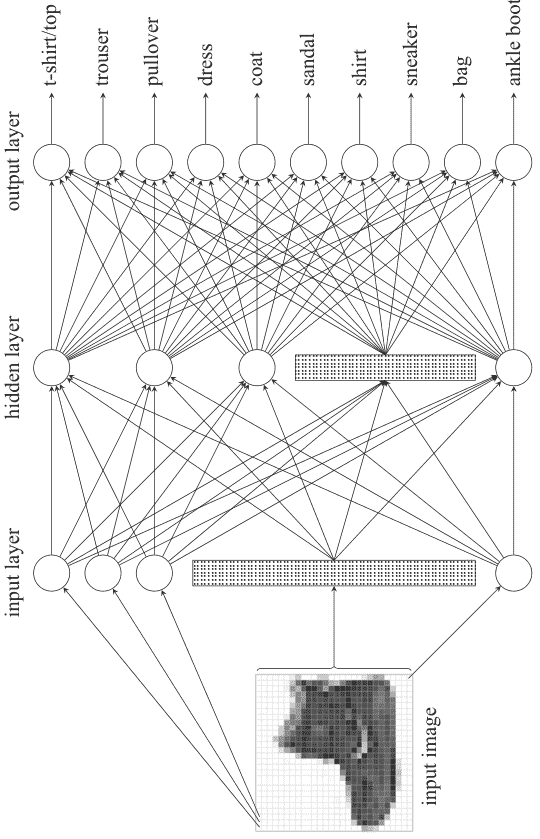 input layer
hidden layer
output layer
t-shirt/top
trouser
pullover
dress
coat
sandal
shirt
sneaker
bag
ankle boot
input image